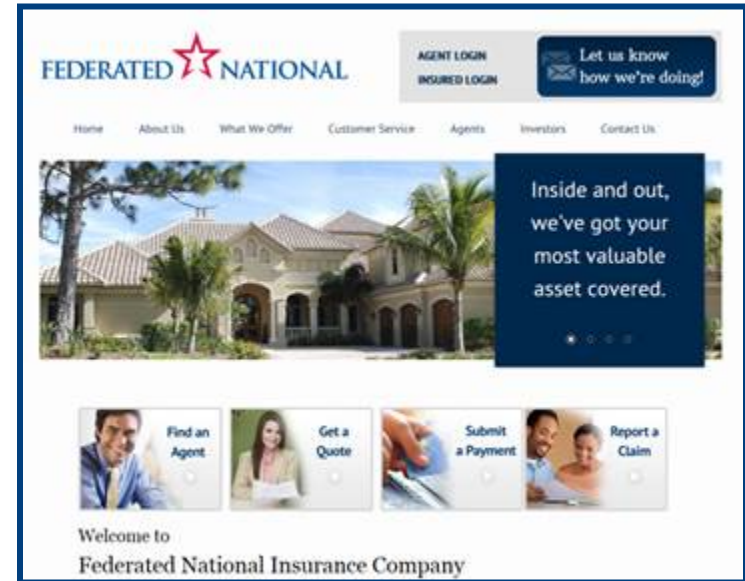 FEDERATED NATIONAL
AGENT LOGIN
INSURED LOGIN
Let us know
how we're doing!
Home About Us What We Offer Customer Service Agents Investors Contact Us
Inside and out,
we've got your
most valuable
asset covered.
Find an
Agent
Get a
Quote
Submit
a Payment
Report a
Claim
Welcome to
Federated National Insurance Company